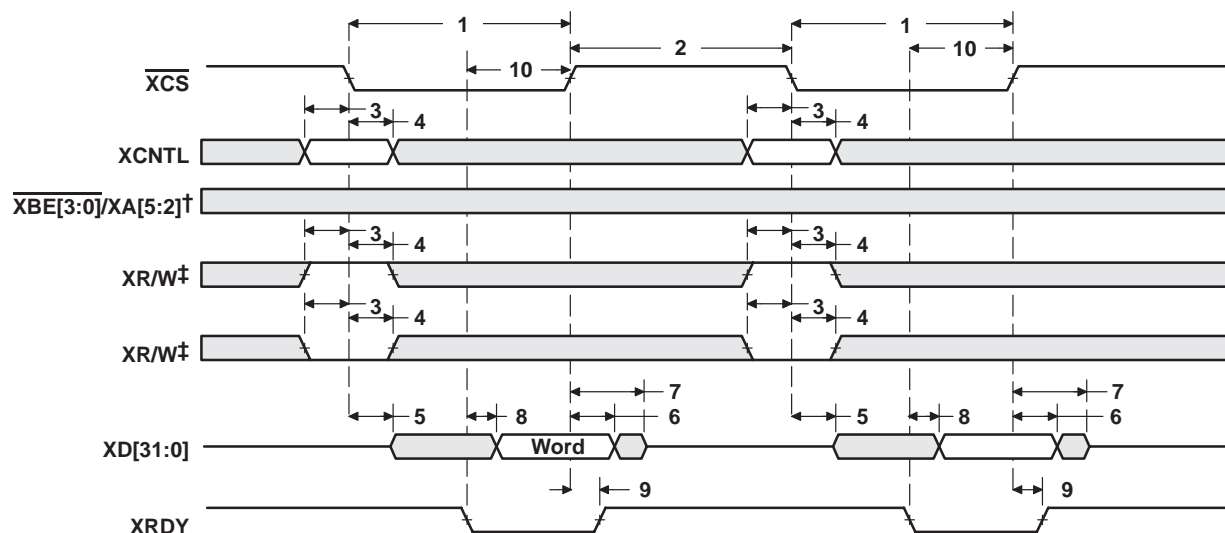 1 1
10 2 10
XCS
3 3
4 4
XCNTL
XBE[3:0]/XA[5:2]†
3 3
4 4
XR/W‡
3 3
4 4
XR/W‡
7 7
5 8 6 5 8 6
XD[31:0] Word
9 9
XRDY